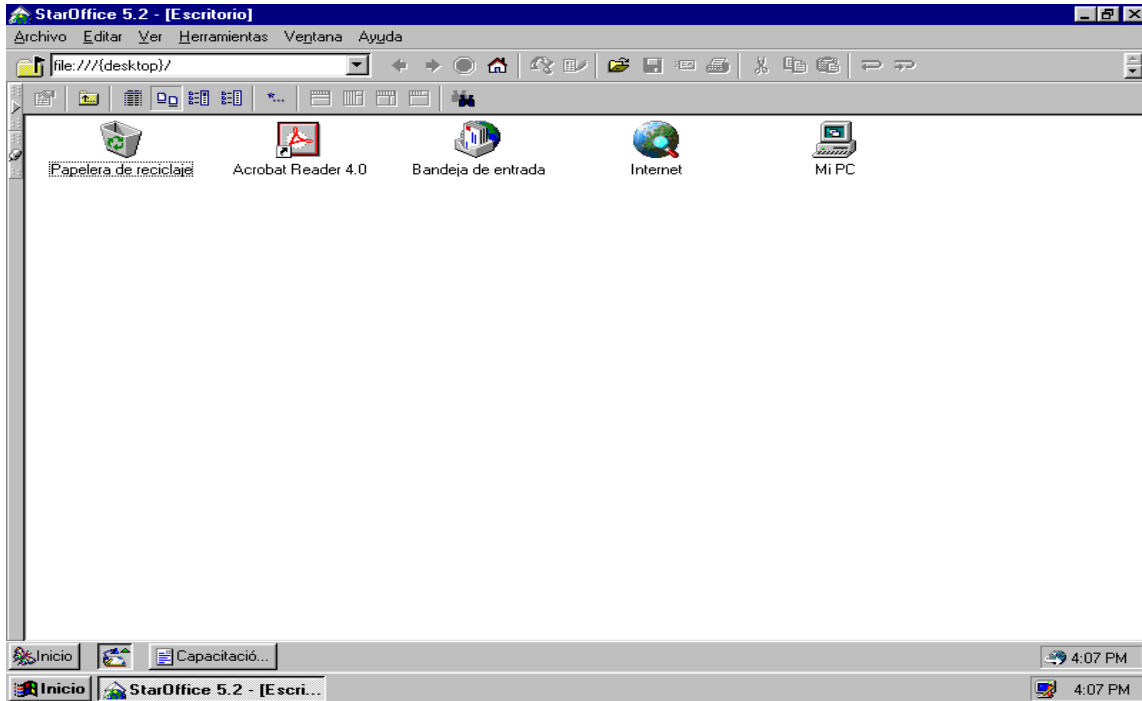 StarOffice 5.2 - [Escritorio]
Archivo Editar Ver Herramientas Ventana Ayuda
file:///{desktop}/
*...
Papelera de reciclaje Acrobat Reader 4.0 Bandeja de entrada Internet Mi PC
Inicio Capacitació... 4:07 PM
Inicio StarOffice 5.2 - [Escri... 4:07 PM